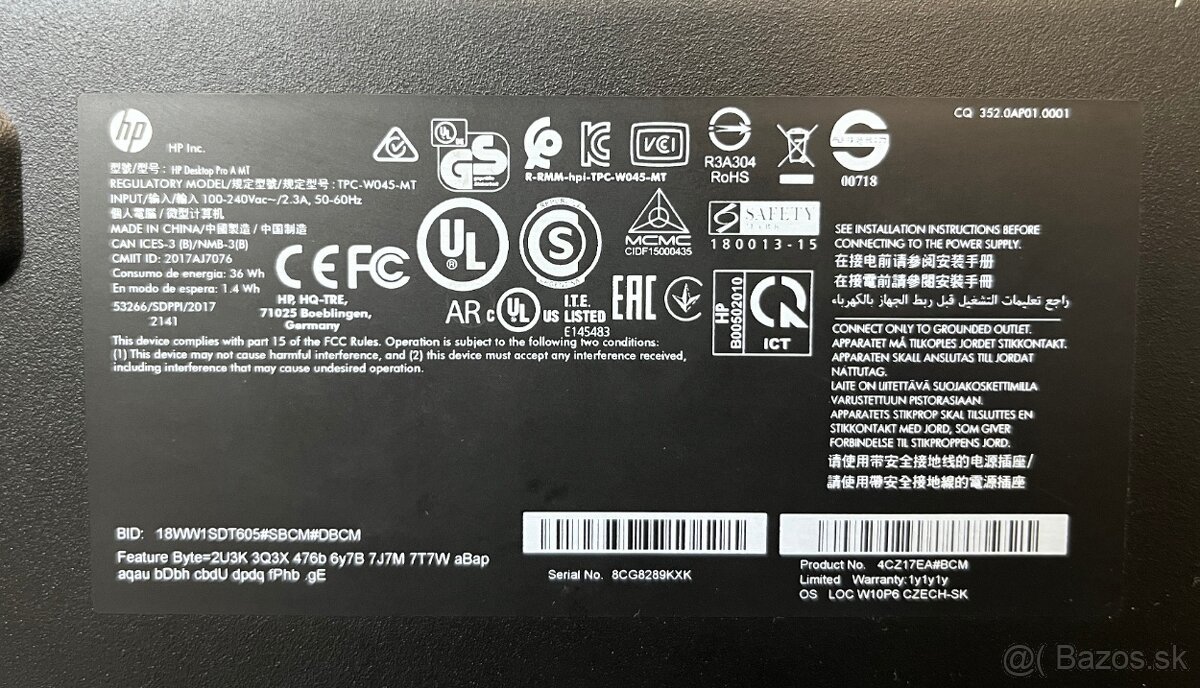 hp
HP Inc.
CQ 352.0AP01.0001
型號/型号: HP Desktop Pro A MT
REGULATORY MODEL/規定型號/规定型号: TPC-W045-MT
INPUT/输入/輸入 100-240Vac~/2.3A, 50-60Hz
個人電腦/微型计算机
MADE IN CHINA/中國製造/中国制造
CAN ICES-3 (B)/NMB-3(B)
CMIIT ID: 2017AJ7076
Consumo de energia: 36 Wh
En modo de espera: 1.4 Wh
53266/SDPPI/2017
2141
CE FC
HP, HQ-TRE,
71025 Boeblingen,
Germany
UL
GS
R-RMM-hpi-TPC-W045-MT
VCI
R3A304
RoHS
00718
UL
®
S
MCMC
CIDF15000435
SAFETY
180013-15
AR c UL US I.T.E.
LISTED
E145483
EAC
HP
B00502010
ICT
This device complies with part 15 of the FCC Rules. Operation is subject to the following two conditions:
(1) This device may not cause harmful interference, and (2) this device must accept any interference received,
including interference that may cause undesired operation.
SEE INSTALLATION INSTRUCTIONS BEFORE
CONNECTING TO THE POWER SUPPLY.
在接电前请参阅安装手册
在接電前請參閱安裝手冊
راجع تعليمات التشغيل قبل ربط الجهاز بالكهرباء
CONNECT ONLY TO GROUNDED OUTLET.
APPARATET MÅ TILKOPLES JORDET STIKKONTAKT.
APPARATEN SKALL ANSLUTAS TILL JORDAT
NÄTTUTAG.
LAITE ON LIITETTÄVÄ SUOJAKOSKETTIMILLA
VARUSTETTUUN PISTORASIAAN.
APPARATETS STIKPROP SKAL TILSLUTTES EN
STIKKONTAKT MED JORD, SOM GIVER
FORBINDELSE TIL STIKPROPPENS JORD.
请使用带安全接地线的电源插座/
請使用帶安全接地線的電源插座
BID: 18WW1SDT605#SBCM#DBCM
Feature Byte=2U3K 3Q3X 476b 6y7B 7J7M 7T7W aBap
aqau bDbh cbdU dpdq fPhb .gE
Serial No. 8CG8289KXK
Product No. 4CZ17EA#BCM
Limited Warranty:1y1y1y
OS LOC W10P6 CZECH-SK
@( Bazos.sk